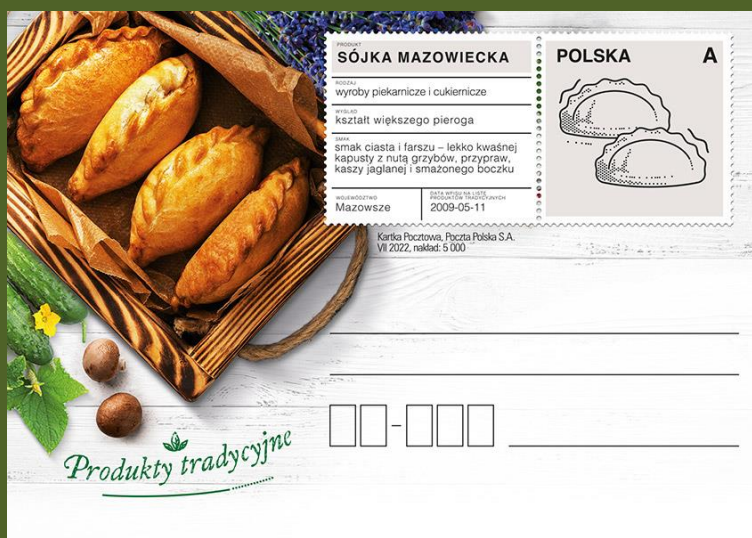 PRODUKT
SÓJKA MAZOWIECKA
RODZAJ
wyroby piekarnicze i cukiernicze
WYGLĄD
kształt większego pieroga
SMAK
smak ciasta i farszu – lekko kwaśnej
kapusty z nutą grzybów, przypraw,
kaszy jaglanej i smażonego boczku
WOJEWÓDZTWO
Mazowsze
DATA WPISU NA LISTĘ
PRODUKTÓW TRADYCYJNYCH
2009-05-11
POLSKA A
Kartka Pocztowa, Poczta Polska S.A.
VII 2022, nakład: 5 000
Produkty tradycyjne